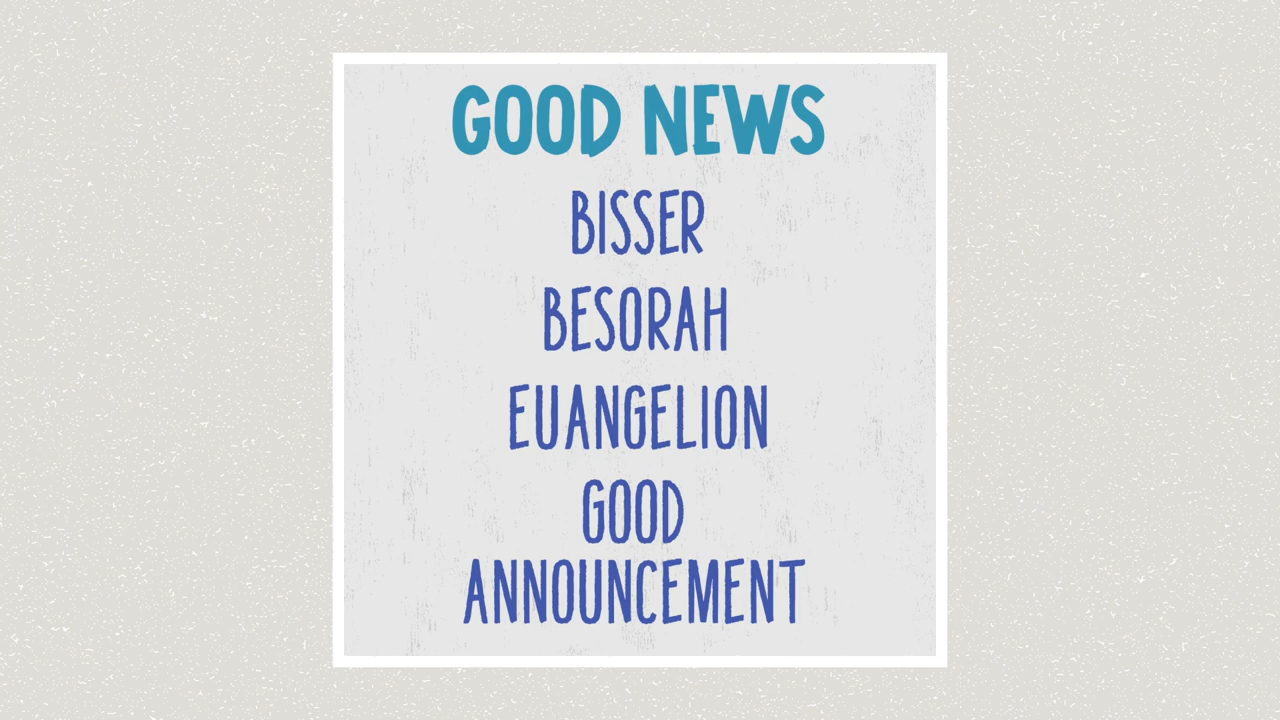 GOOD NEWS
BISSER
BESORAH
EUANGELION
GOOD
ANNOUNCEMENT